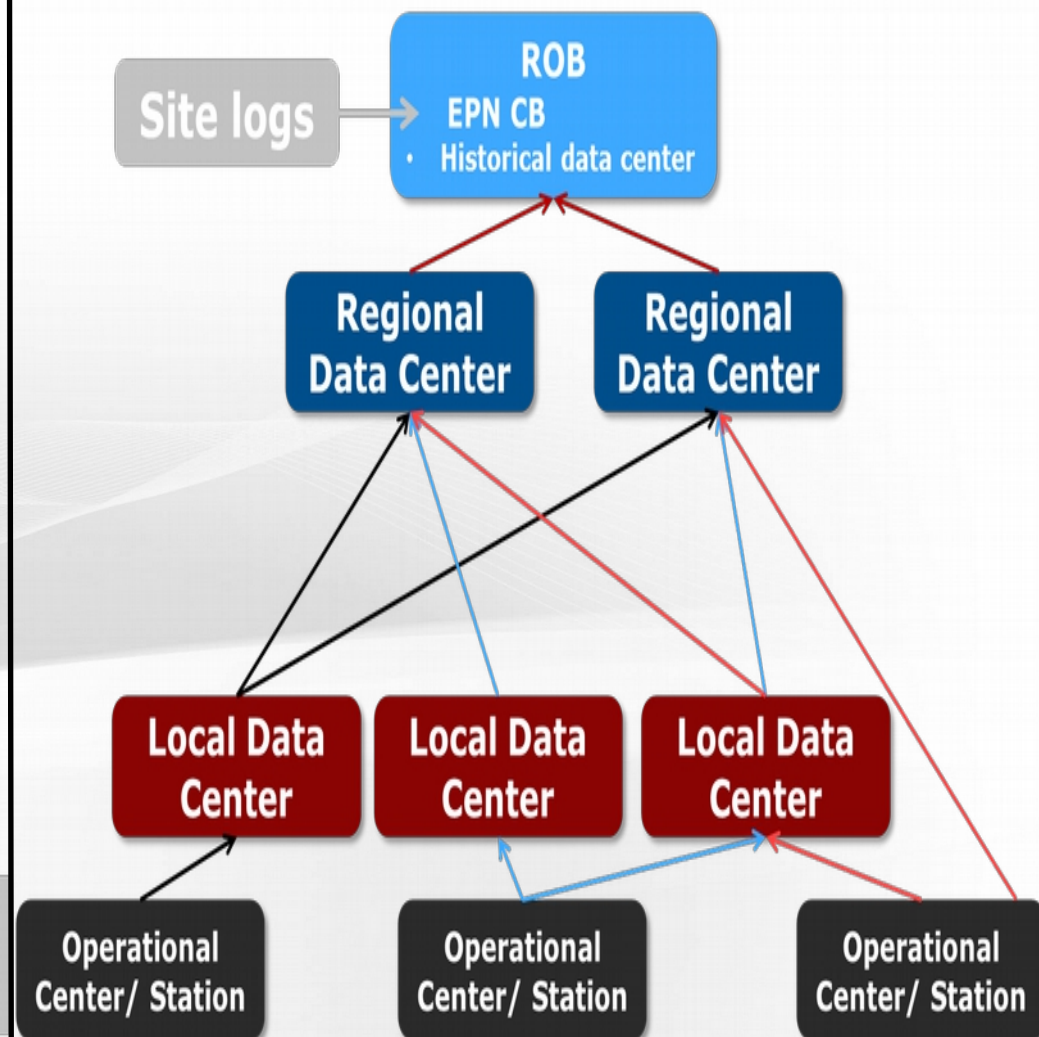 ROB
EPN CB
• Historical data center
Site logs
Regional
Data Center
Regional
Data Center
Local Data
Center
Local Data
Center
Local Data
Center
Operational
Center/ Station
Operational
Center/ Station
Operational
Center/ Station